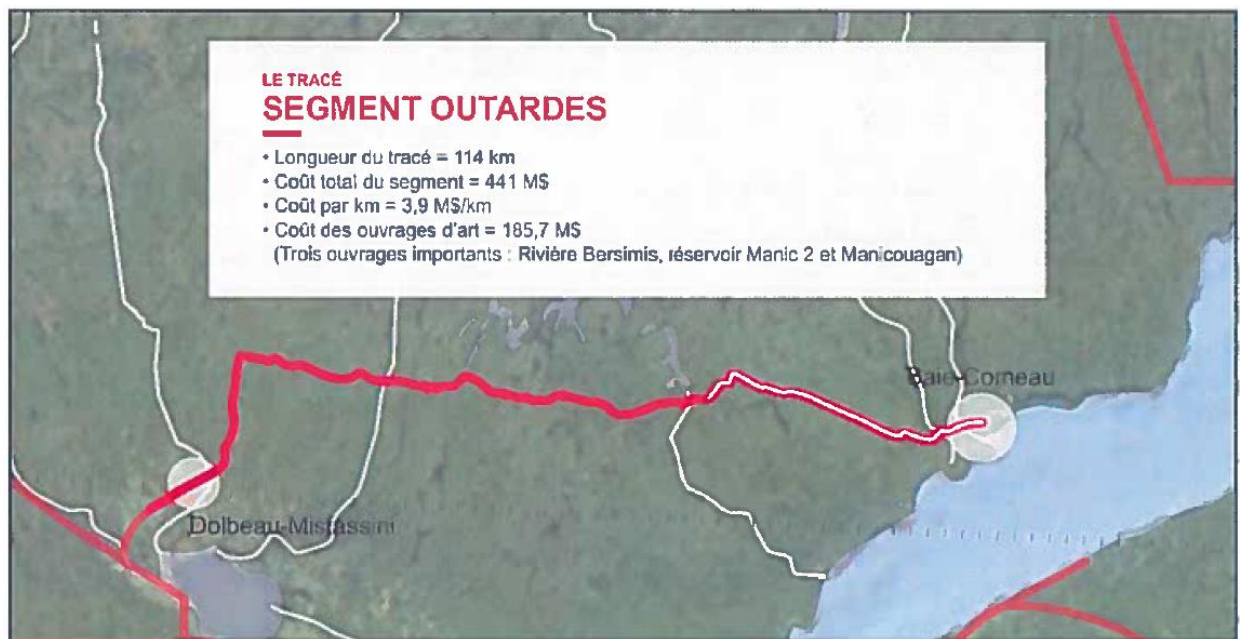 LE TRACÉ
SEGMENT OUTARDES
• Longueur du tracé = 114 km
• Coût total du segment = 441 M$
• Coût par km = 3,9 M$/km
• Coût des ouvrages d'art = 185,7 M$
(Trois ouvrages importants : Rivière Bersimis, réservoir Manic 2 et Manicouagan)
Baie-Comeau
Dolbeau-Mistassini